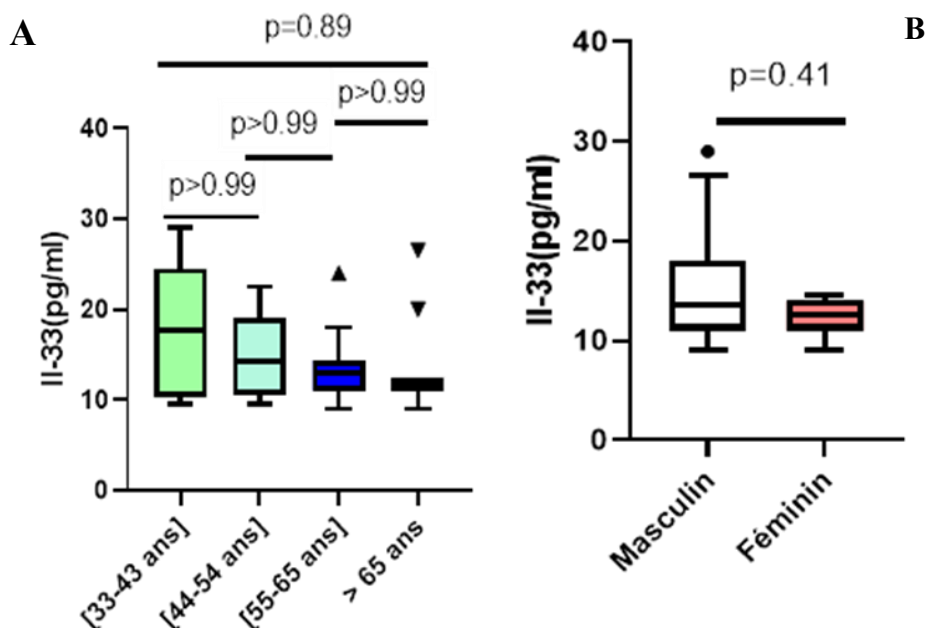 A
p=0.89
p>0.99
p>0.99
p>0.99
Il-33(pg/ml)
40
30
20
10
0
[33-43 ans]
[44-54 ans]
[55-65 ans]
> 65 ans
B
p=0.41
Il-33(pg/ml)
40
30
20
10
0
Masculin
Féminin